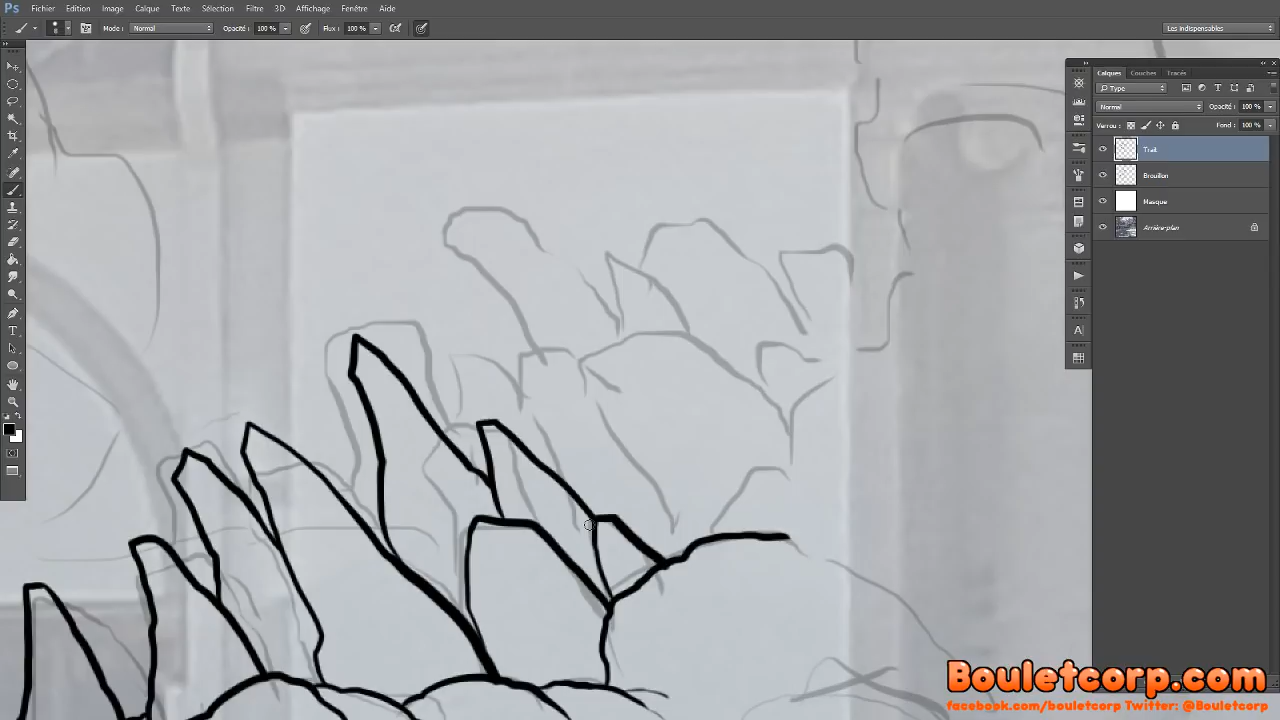 Ps Fichier Edition Image Calque Texte Sélection Filtre 3D Affichage Fenêtre Aide
Mode : Normal Opacité : 100 % Flux : 100 % Les indispensables
Calques Couches Tracés
Type
Normal Opacité : 100 %
Verrou : Fond : 100 %
Trait
Brouillon
Masque
Arrière-plan
Bouletcorp.com
facebook.com/bouletcorp Twitter: @Bouletcorp